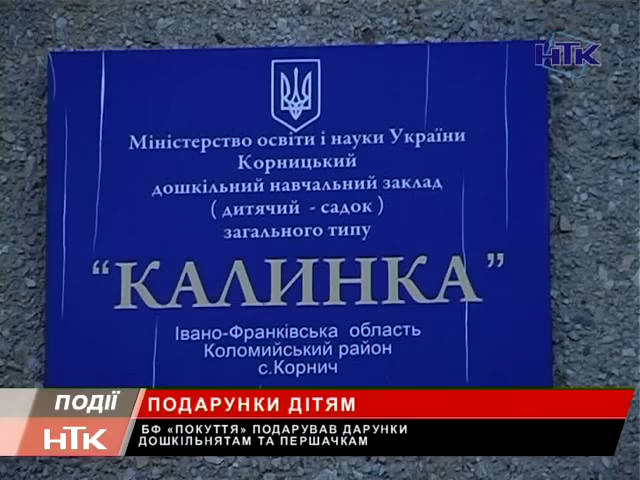 НТК
Міністерство освіти і науки України
Корницький
дошкільний навчальний заклад
( дитячий - садок )
загального типу
“КАЛИНКА”
Івано-Франківська область
Коломийський район
с.Корнич
ПОДІЇ
НТК
ПОДАРУНКИ ДІТЯМ
БФ «ПОКУТТЯ» ПОДАРУВАВ ДАРУНКИ
ДОШКІЛЬНЯТАМ ТА ПЕРШАЧКАМ